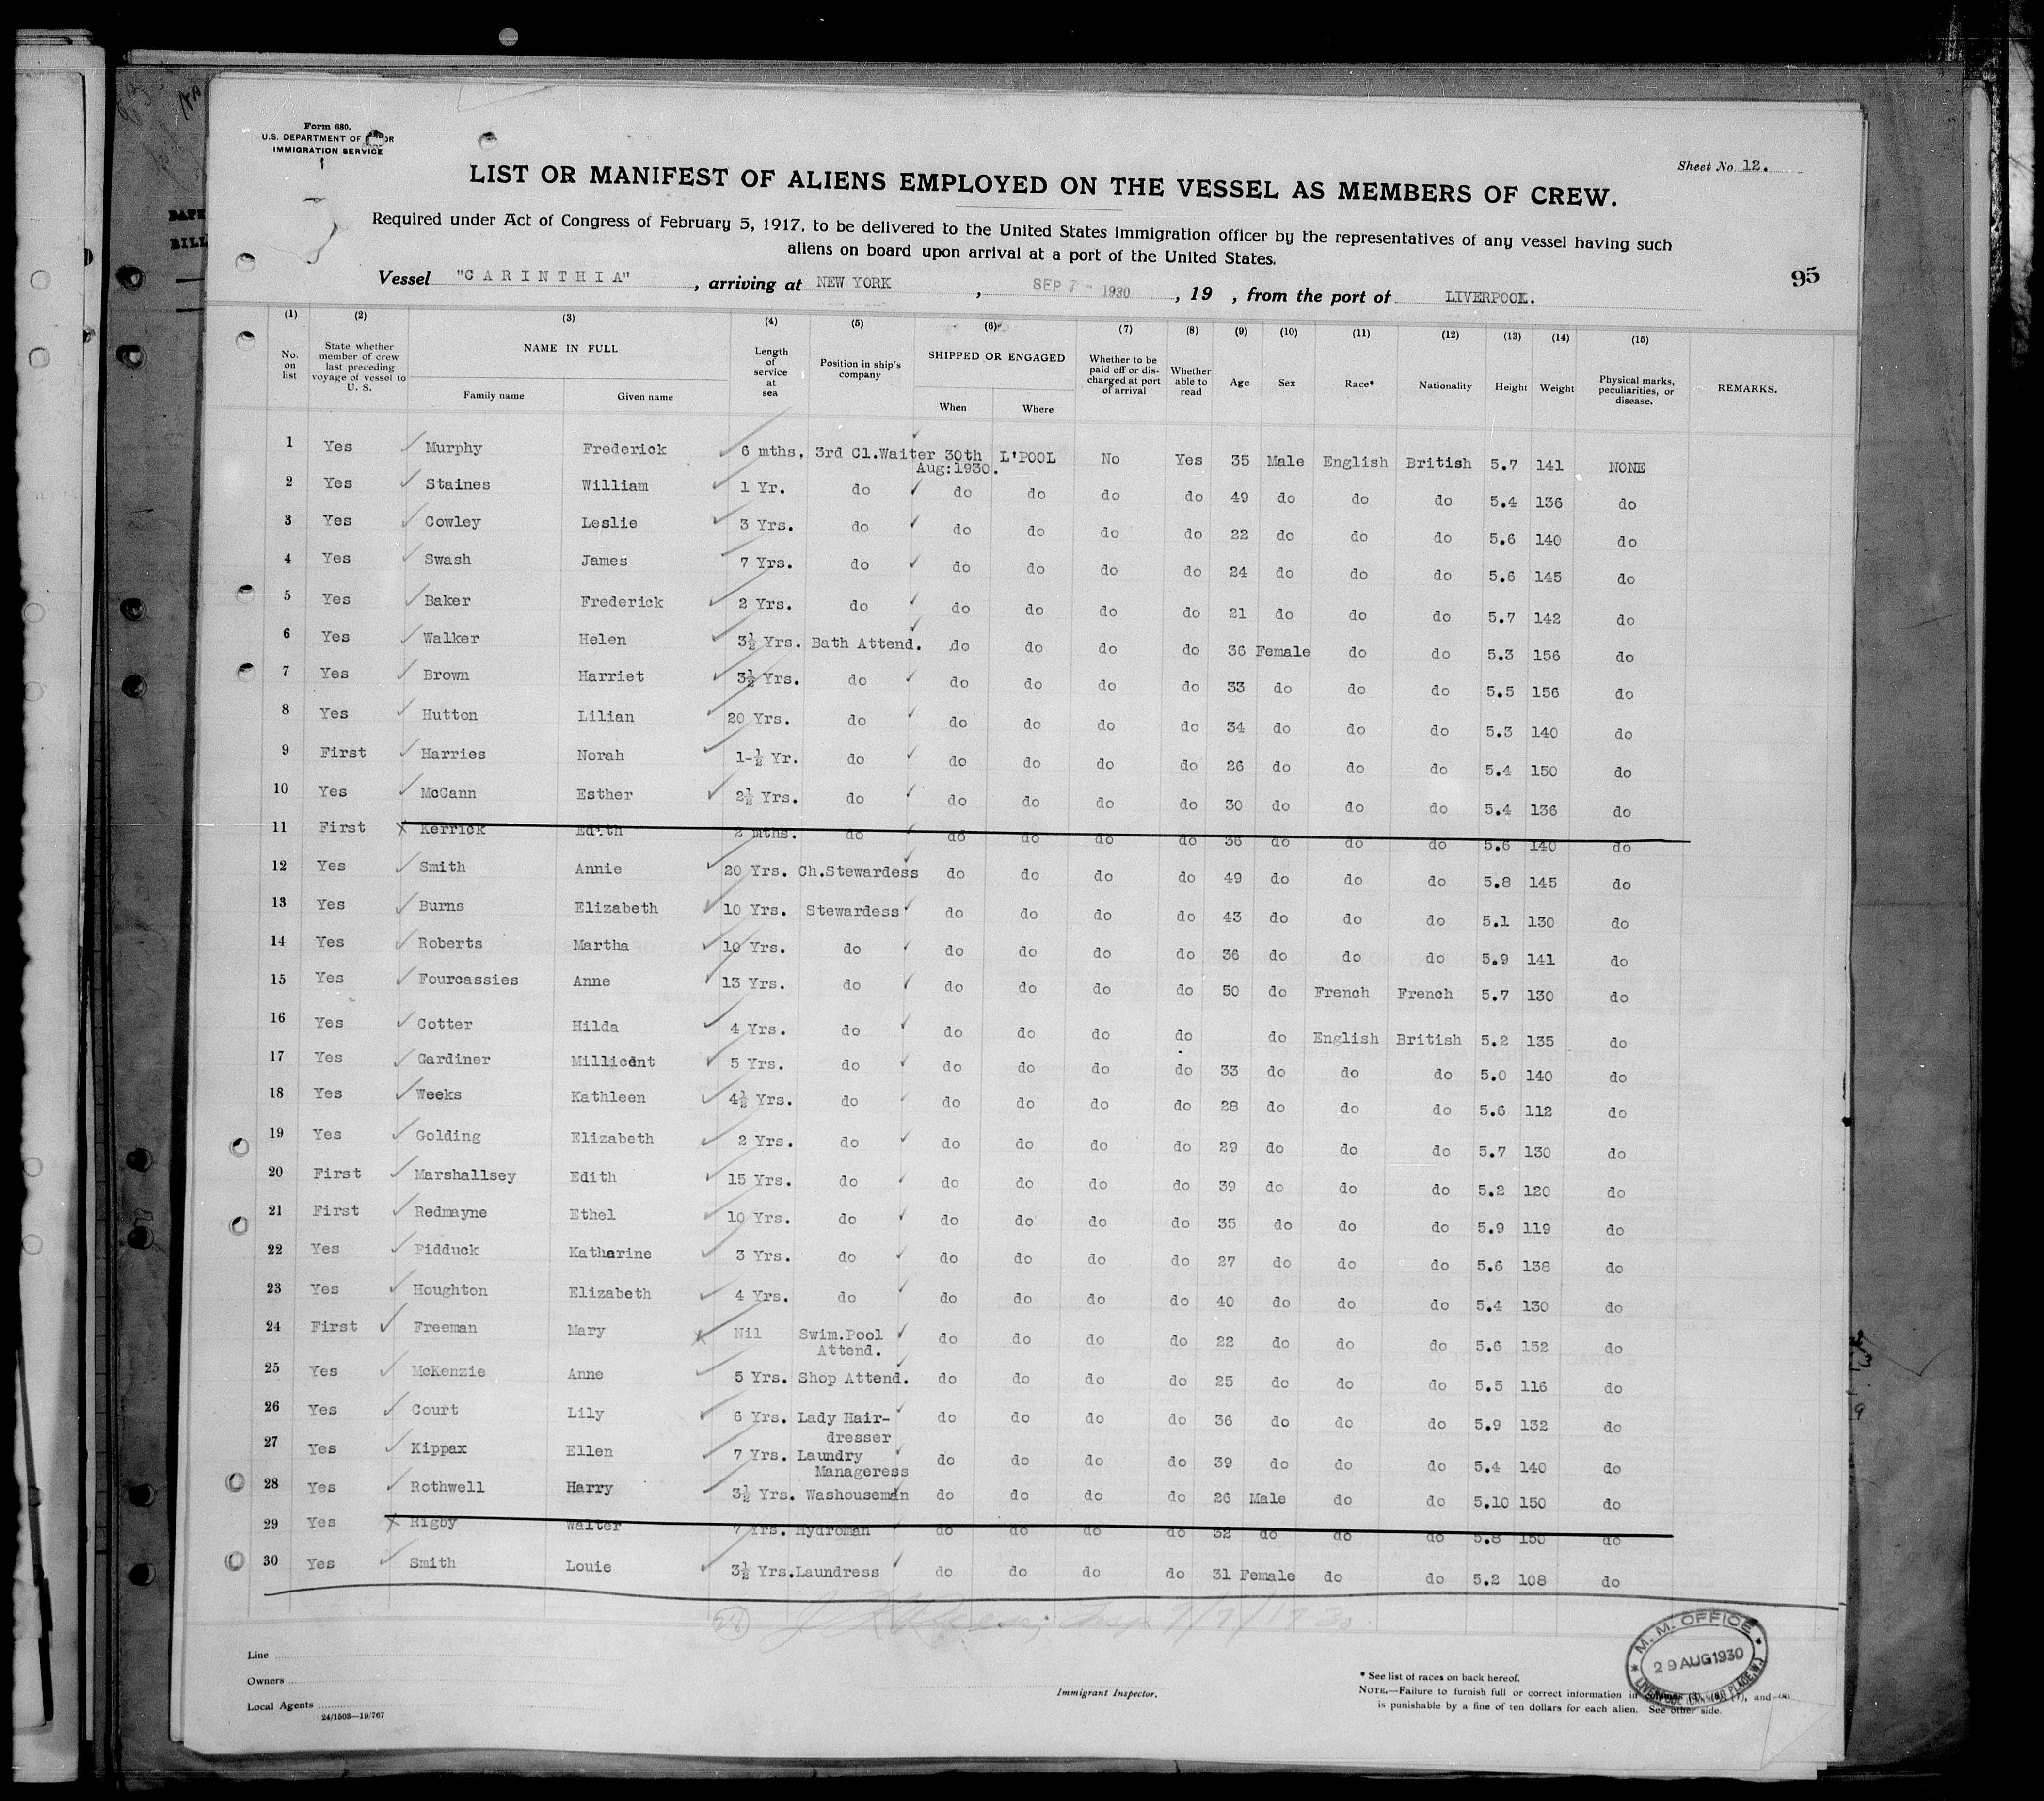 Form 680.
U.S. DEPARTMENT OF LABOR
IMMIGRATION SERVICE
Sheet No. 12.
LIST OR MANIFEST OF ALIENS EMPLOYED ON THE VESSEL AS MEMBERS OF CREW.
Required under Act of Congress of February 5, 1917, to be delivered to the United States immigration officer by the representatives of any vessel having such
aliens on board upon arrival at a port of the United States.
95
Vessel "CARINTHIA" , arriving at NEW YORK , SEP 7 - 1930 , 19 , from the port of LIVERPOOL.
(1) (2) (3) (4) (5) (6) (7) (8) (9) (10) (11) (12) (13) (14) (15)
No. on list State whether member of crew last preceding voyage of vessel to U. S. NAME IN FULL Family name Given name Length of service at sea Position in ship's company SHIPPED OR ENGAGED When Where Whether to be paid off or discharged at port of arrival Whether able to read Age Sex Race* Nationality Height Weight Physical marks, peculiarities, or disease. REMARKS.
1 Yes Murphy Frederick 6 mths. 3rd Cl.Waiter 30th Aug:1930. L'POOL No Yes 35 Male English British 5.7 141 NONE
2 Yes Staines William 1 Yr. do do do do do 49 do do do 5.4 136 do
3 Yes Cowley Leslie 3 Yrs. do do do do do 22 do do do 5.6 140 do
4 Yes Swash James 7 Yrs. do do do do do 24 do do do 5.6 145 do
5 Yes Baker Frederick 2 Yrs. do do do do do 21 do do do 5.7 142 do
6 Yes Walker Helen 3½ Yrs. Bath Attend. do do do do 36 Female do do 5.3 156 do
7 Yes Brown Harriet 3½ Yrs. do do do do do 33 do do do 5.5 156 do
8 Yes Hutton Lilian 20 Yrs. do do do do do 34 do do do 5.3 140 do
9 First Harries Norah 1-½ Yr. do do do do do 26 do do do 5.4 150 do
10 Yes McCann Esther 2½ Yrs. do do do do do 30 do do do 5.4 136 do
11 First Kerrick Edith 2 mths. do do do do do 36 do do do 5.6 140 do
12 Yes Smith Annie 20 Yrs. Ch.Stewardess do do do do 49 do do do 5.8 145 do
13 Yes Burns Elizabeth 10 Yrs. Stewardess do do do do 43 do do do 5.1 130 do
14 Yes Roberts Martha 10 Yrs. do do do do do 36 do do do 5.9 141 do
15 Yes Fourcassies Anne 13 Yrs. do do do do do 50 do French French 5.7 130 do
16 Yes Cotter Hilda 4 Yrs. do do do do do do English British 5.2 135 do
17 Yes Gardiner Millicent 5 Yrs. do do do do do 33 do do do 5.0 140 do
18 Yes Weeks Kathleen 4½ Yrs. do do do do do 28 do do do 5.6 112 do
19 Yes Golding Elizabeth 2 Yrs. do do do do do 29 do do do 5.7 130 do
20 First Marshallsey Edith 15 Yrs. do do do do do 39 do do do 5.2 120 do
21 First Redmayne Ethel 10 Yrs. do do do do do 35 do do do 5.9 119 do
22 Yes Pidduck Katharine 3 Yrs. do do do do do 27 do do do 5.6 138 do
23 Yes Houghton Elizabeth 4 Yrs. do do do do do 40 do do do 5.4 130 do
24 First Freeman Mary Nil Swim.Pool Attend. do do do do 22 do do do 5.6 152 do
25 Yes McKenzie Anne 5 Yrs. Shop Attend. do do do do 25 do do do 5.5 116 do
26 Yes Court Lily 6 Yrs. Lady Hair-dresser do do do do 36 do do do 5.9 132 do
27 Yes Kippax Ellen 7 Yrs. Laundry Manageress do do do do 39 do do do 5.4 140 do
28 Yes Rothwell Harry 3½ Yrs. Washouseman do do do do 26 Male do do 5.10 150 do
29 Yes Rigby Walter 7 Yrs. Hydroman do do do do 32 do do do 5.8 150 do
30 Yes Smith Louie 3½ Yrs. Laundress do do do do 31 Female do do 5.2 108 do
28 Insp 9/7/1930
Line
Owners
Local Agents
24/1503—19/767
Immigrant Inspector.
* See list of races on back hereof.
NOTE.—Failure to furnish full or correct information in columns (3), (5), (7), and (8)
is punishable by a fine of ten dollars for each alien. See other side.
M. M. OFFICE
29 AUG 1930
LIVERPOOL (CANNING PLACE, W.)